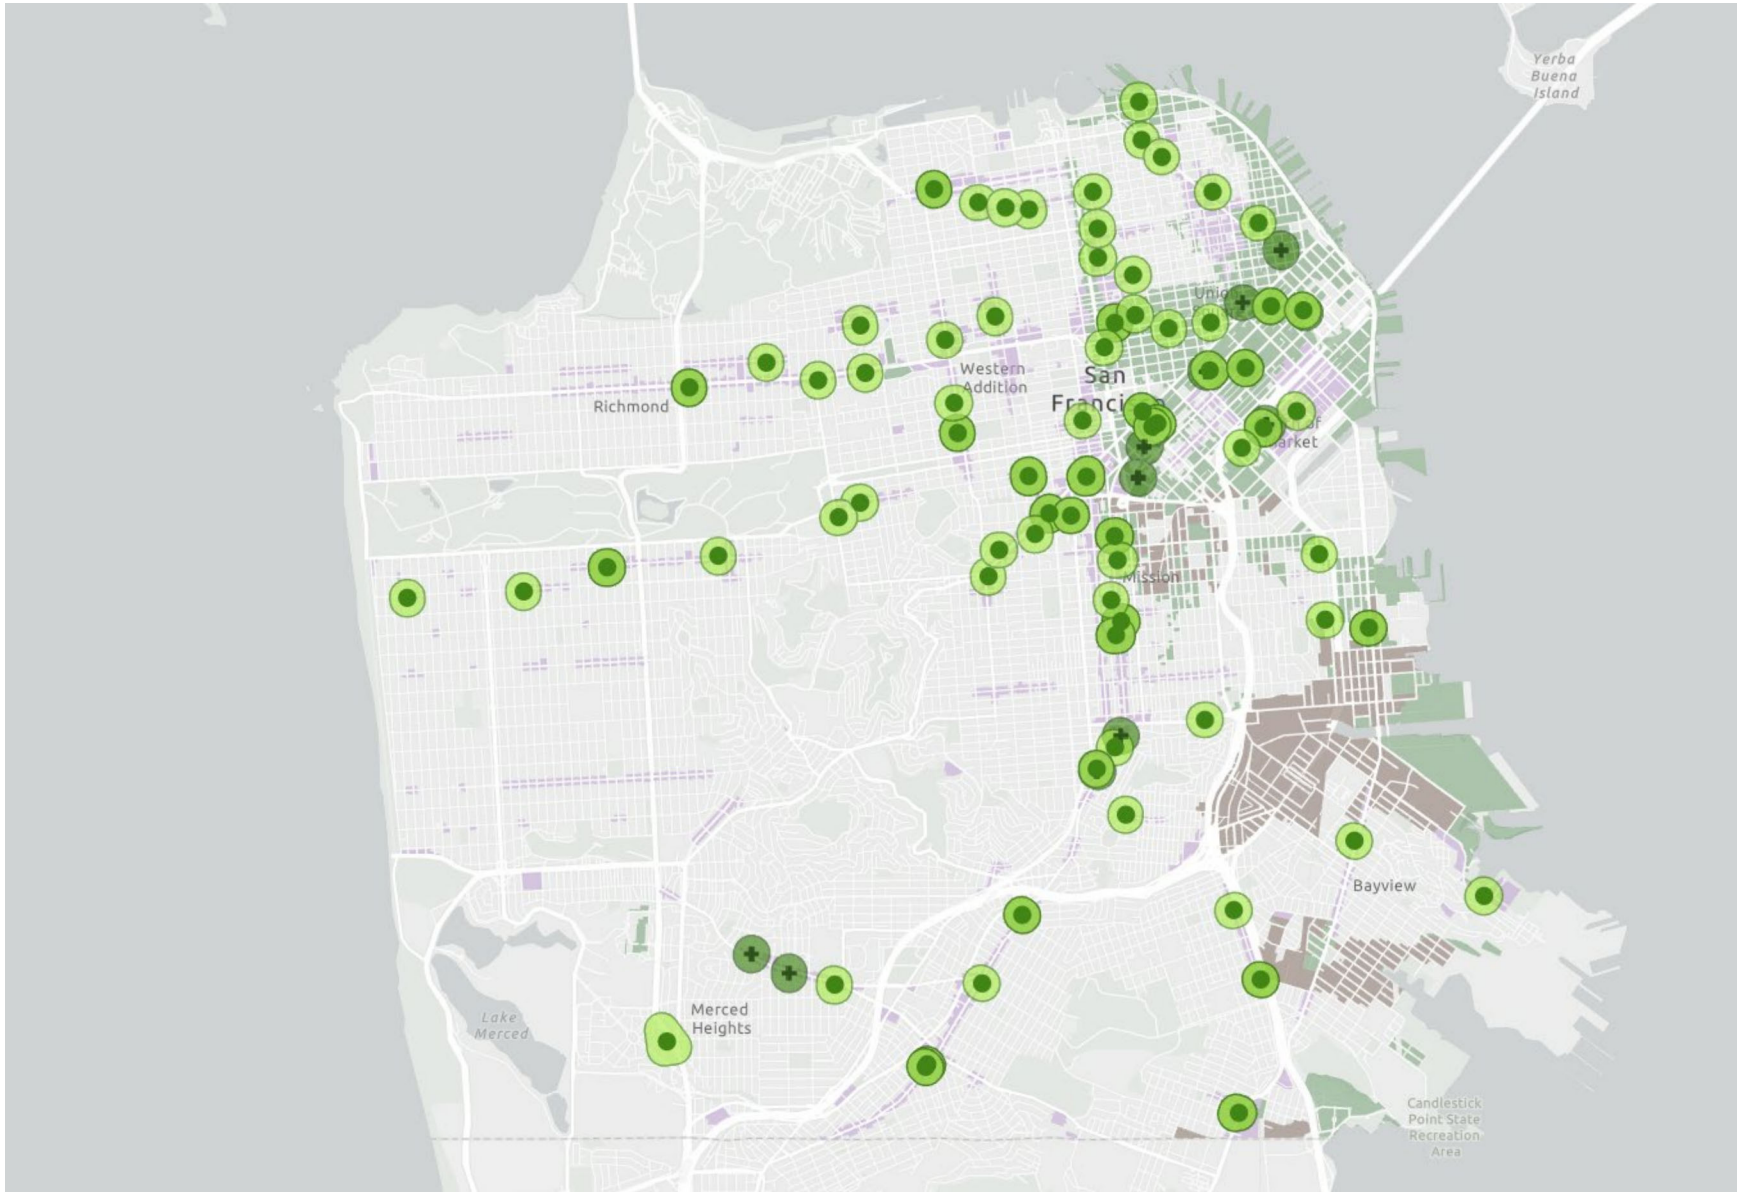 Yerba
Buena
Island
Western
Addition
San
Richmond
Mission
Bayview
Merced
Heights
Lake
Merced
Candlestick
Point State
Recreation
Area